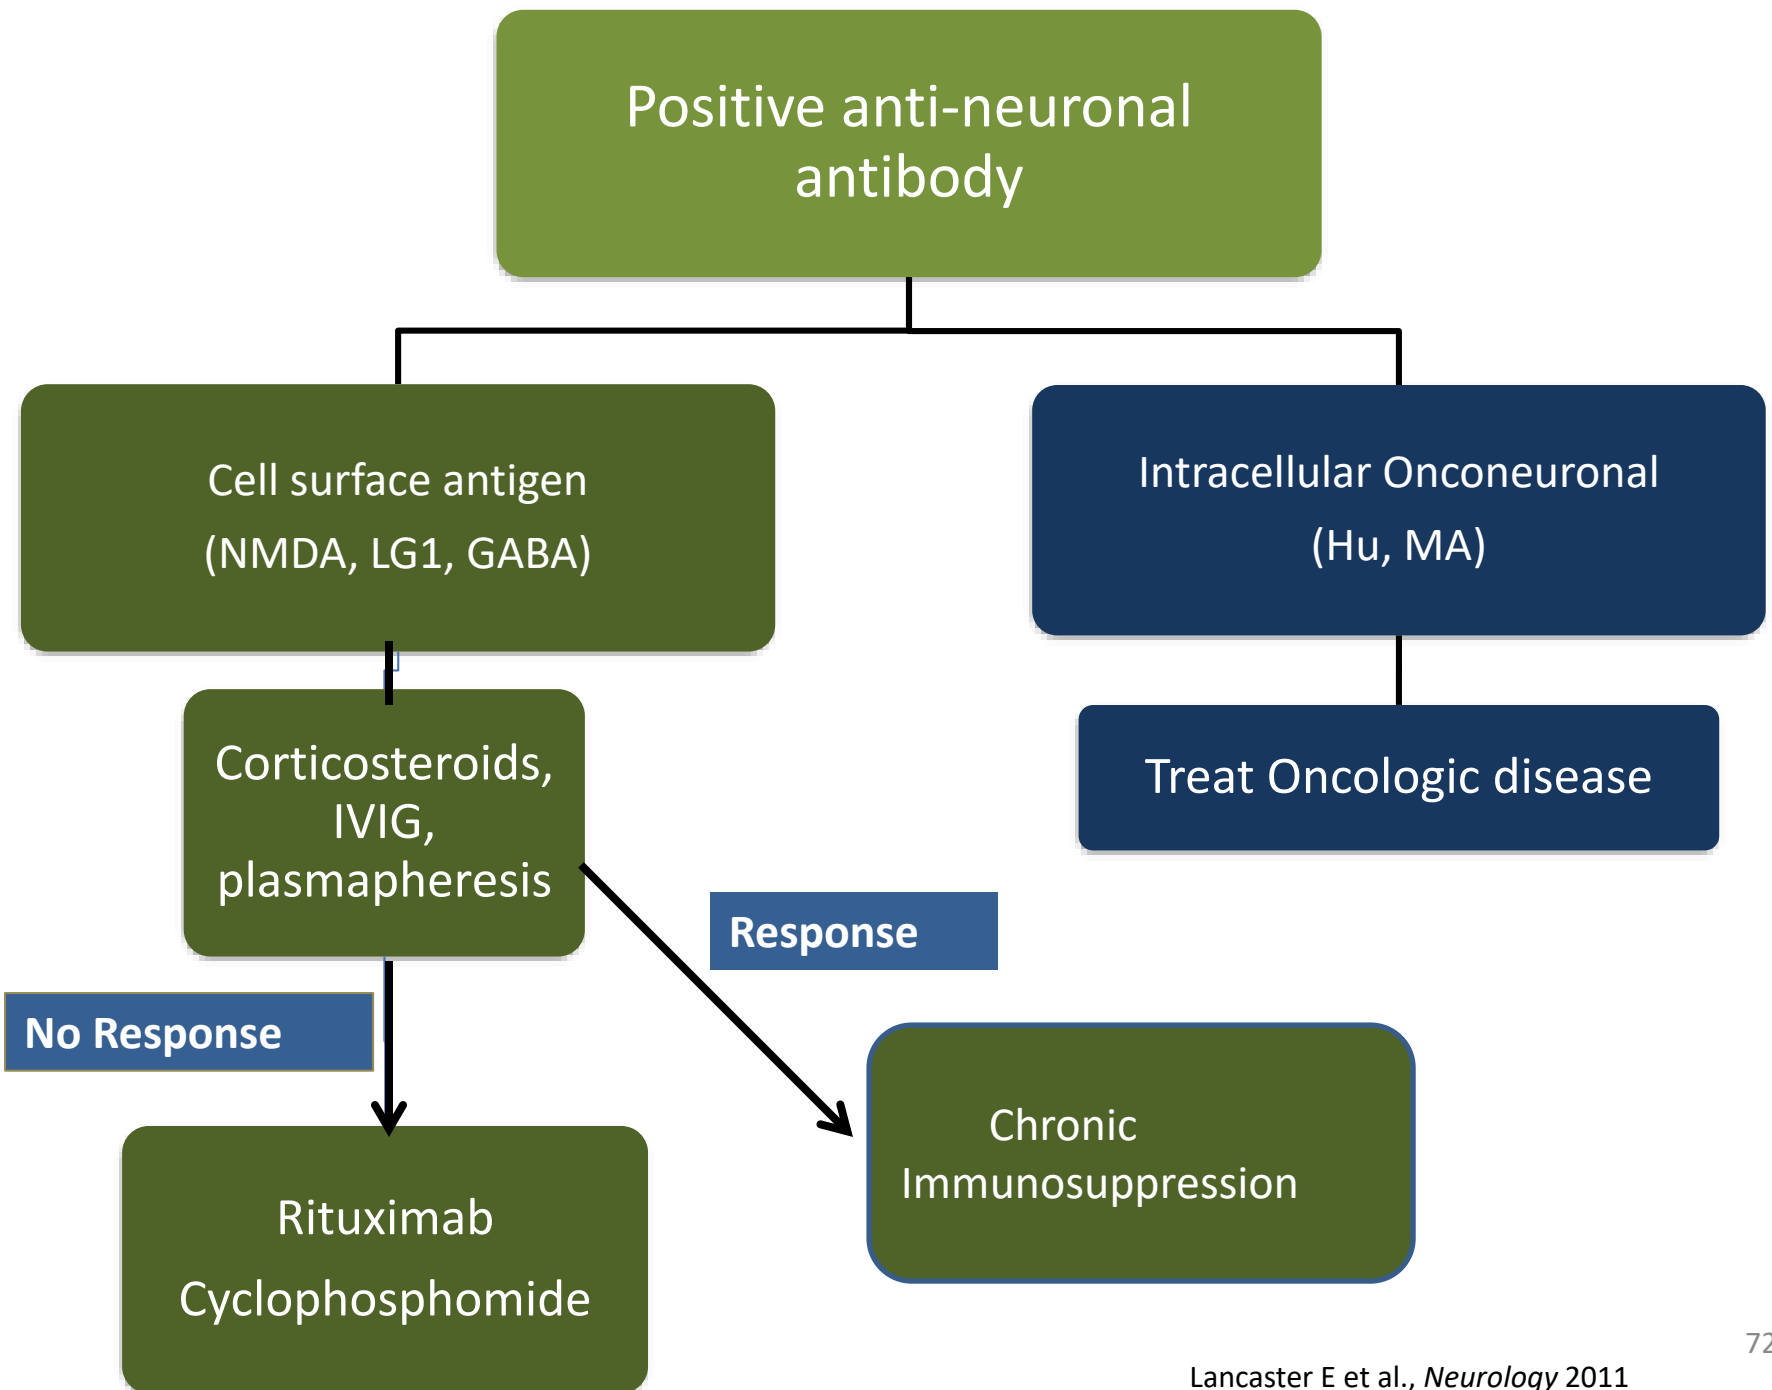 Positive anti-neuronal
antibody
Cell surface antigen
(NMDA, LG1, GABA)
Intracellular Onconeuronal
(Hu, MA)
Corticosteroids,
IVIG,
plasmapheresis
Treat Oncologic disease
Response
No Response
Chronic
Immunosuppression
Rituximab
Cyclophosphomide
72
Lancaster E et al., Neurology 2011